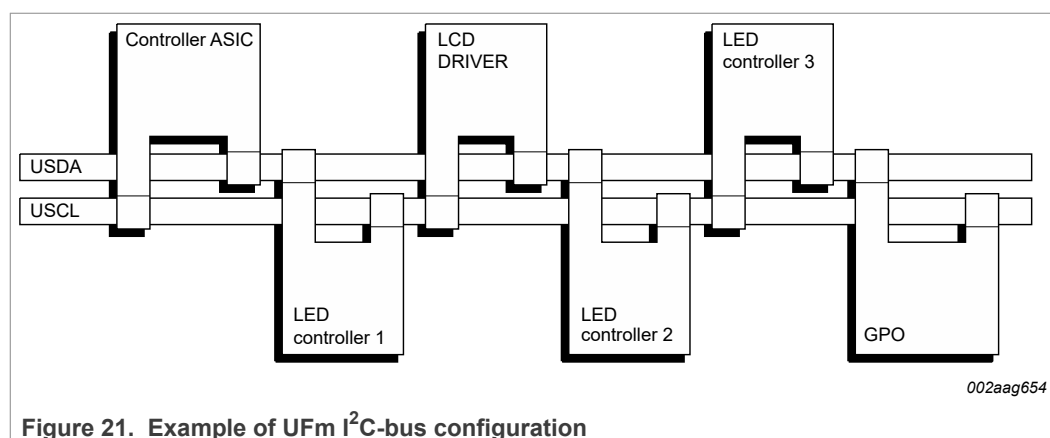 Controller ASIC
LCD
DRIVER
LED
controller 3
USDA
USCL
LED
controller 1
LED
controller 2
GPO
002aag654
Figure 21. Example of UFm I²C-bus configuration